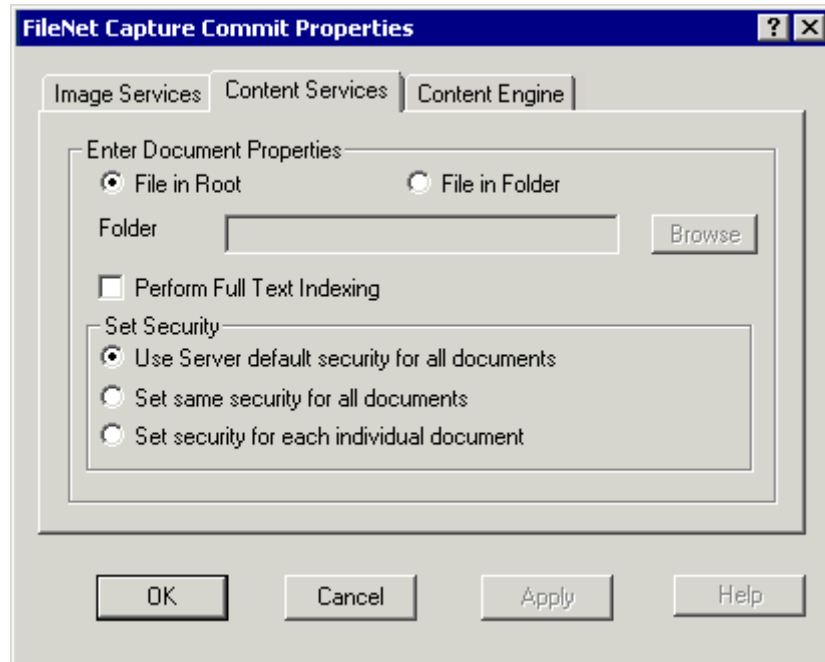 FileNet Capture Commit Properties
Image Services Content Services Content Engine
Enter Document Properties
File in Root File in Folder
Folder Browse
Perform Full Text Indexing
Set Security
Use Server default security for all documents
Set same security for all documents
Set security for each individual document
OK Cancel Apply Help